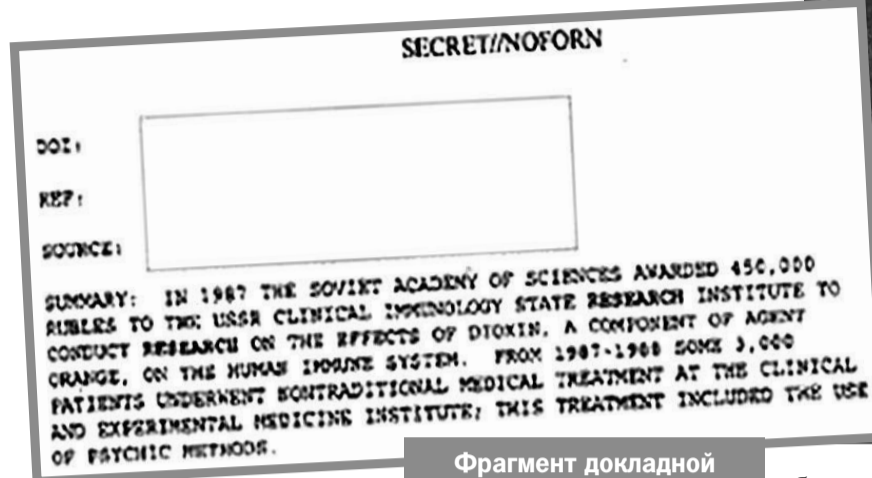 SECRET//NOFORN
DOI:
REF:
SOURCE:
SUMMARY: IN 1987 THE SOVIET ACADEMY OF SCIENCES AWARDED 450,000
RUBLES TO THE USSR CLINICAL IMMUNOLOGY STATE RESEARCH INSTITUTE TO
CONDUCT RESEARCH ON THE EFFECTS OF DIOXIN, A COMPONENT OF AGENT
ORANGE, ON THE HUMAN IMMUNE SYSTEM. FROM 1987-1988 SOME 3,000
PATIENTS UNDERWENT NONTRADITIONAL MEDICAL TREATMENT AT THE CLINICAL
AND EXPERIMENTAL MEDICINE INSTITUTE; THIS TREATMENT INCLUDED THE USE
OF PSYCHIC METHODS.
Фрагмент докладной